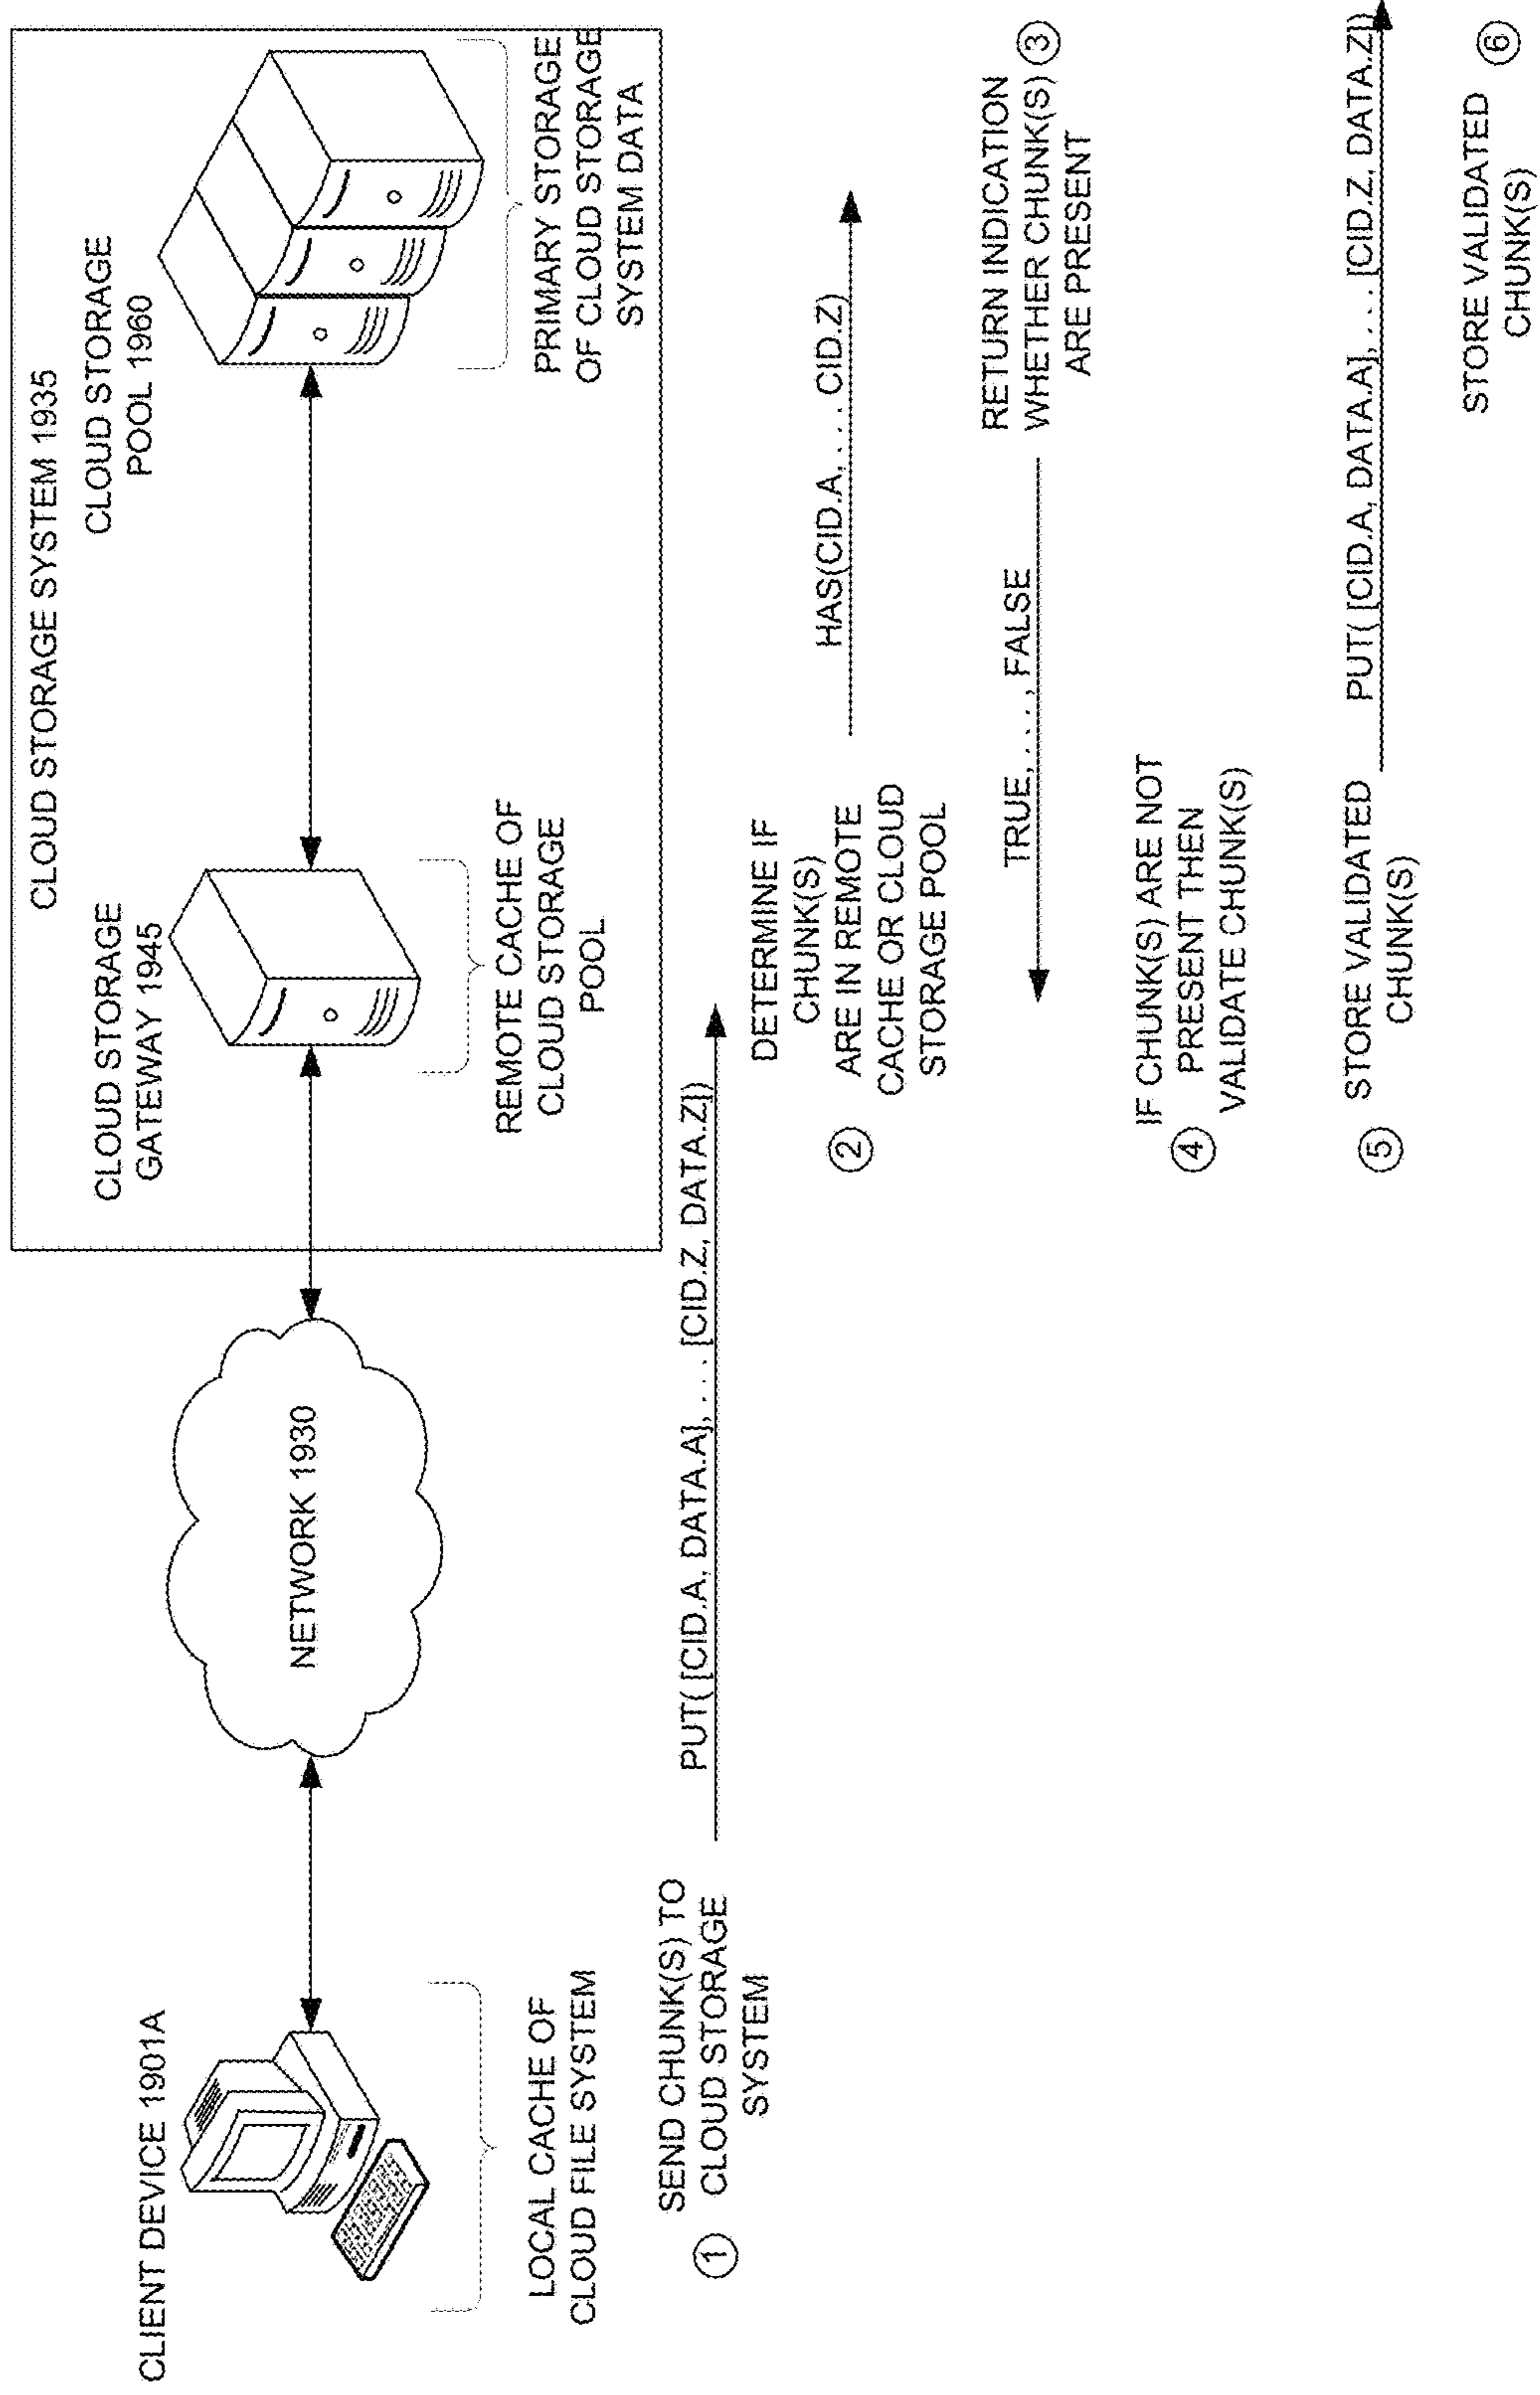 CLOUD STORAGE SYSTEM 1935
CLIENT DEVICE 1901A
CLOUD STORAGE
GATEWAY 1945
CLOUD STORAGE
POOL 1960
NETWORK 1930
LOCAL CACHE OF
CLOUD FILE SYSTEM
REMOTE CACHE OF
CLOUD STORAGE
POOL
PRIMARY STORAGE
OF CLOUD STORAGE
SYSTEM DATA
1
SEND CHUNK(S) TO
CLOUD STORAGE
SYSTEM
PUT( [CID.A, DATA.A], . . . [CID.Z, DATA.Z])
2
DETERMINE IF
CHUNK(S)
ARE IN REMOTE
CACHE OR CLOUD
STORAGE POOL
HAS(CID.A, . . . CID.Z)
RETURN INDICATION
WHETHER CHUNK(S)
ARE PRESENT
3
TRUE, . . . , FALSE
4
IF CHUNK(S) ARE NOT
PRESENT THEN
VALIDATE CHUNK(S)
5
STORE VALIDATED
CHUNK(S)
PUT( [CID.A, DATA.A], . . . [CID.Z, DATA.Z])
STORE VALIDATED
CHUNK(S)
6